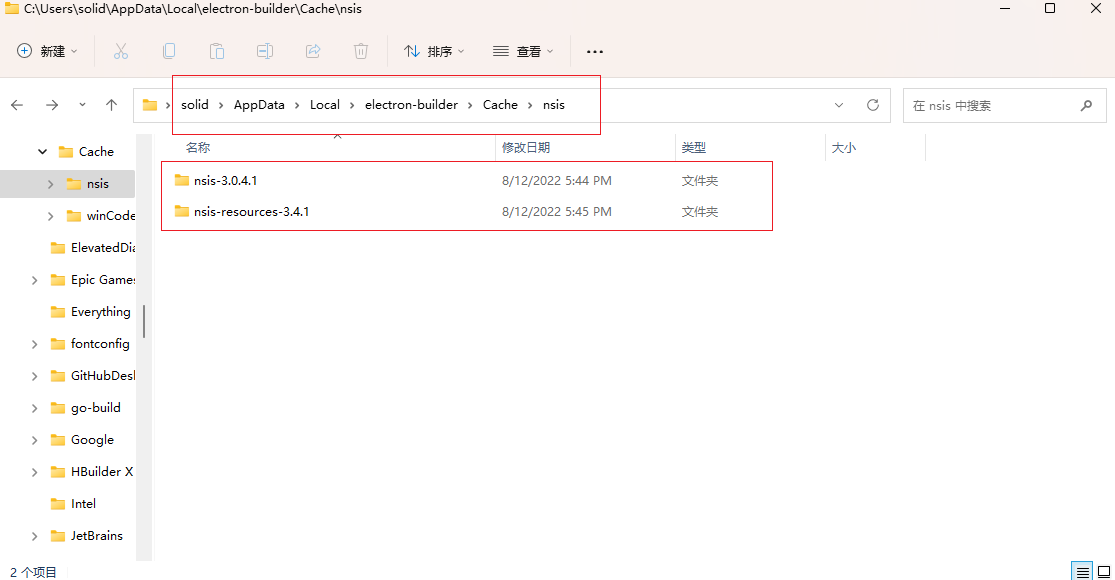 C:\Users\solid\AppData\Local\electron-builder\Cache\nsis
新建 排序 查看
solid > AppData > Local > electron-builder > Cache > nsis 在 nsis 中搜索
名称 修改日期 类型 大小
nsis-3.0.4.1 8/12/2022 5:44 PM 文件夹
nsis-resources-3.4.1 8/12/2022 5:45 PM 文件夹
Cache
nsis
winCode
ElevatedDia
Epic Games
Everything
fontconfig
GitHubDesk
go-build
Google
HBuilder X
Intel
JetBrains
2 个项目